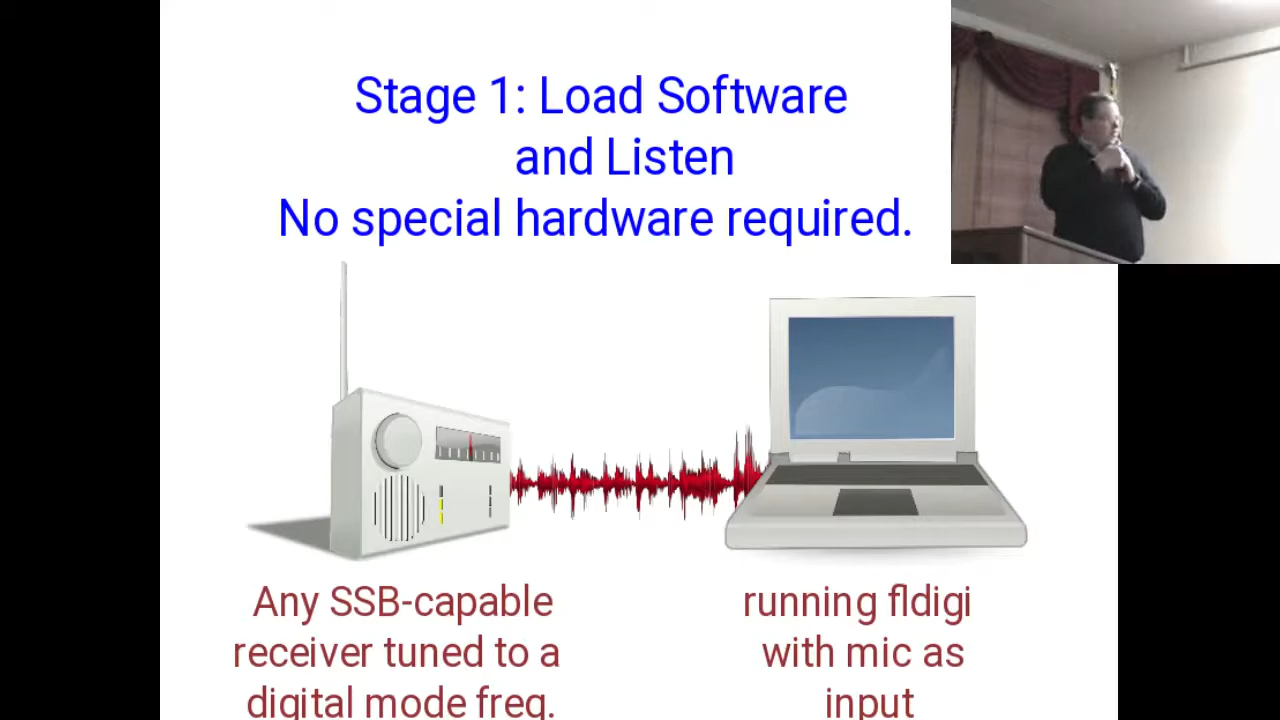 Stage 1: Load Software
and Listen
No special hardware required.
Any SSB-capable
receiver tuned to a
digital mode freq.
running fldigi
with mic as
input